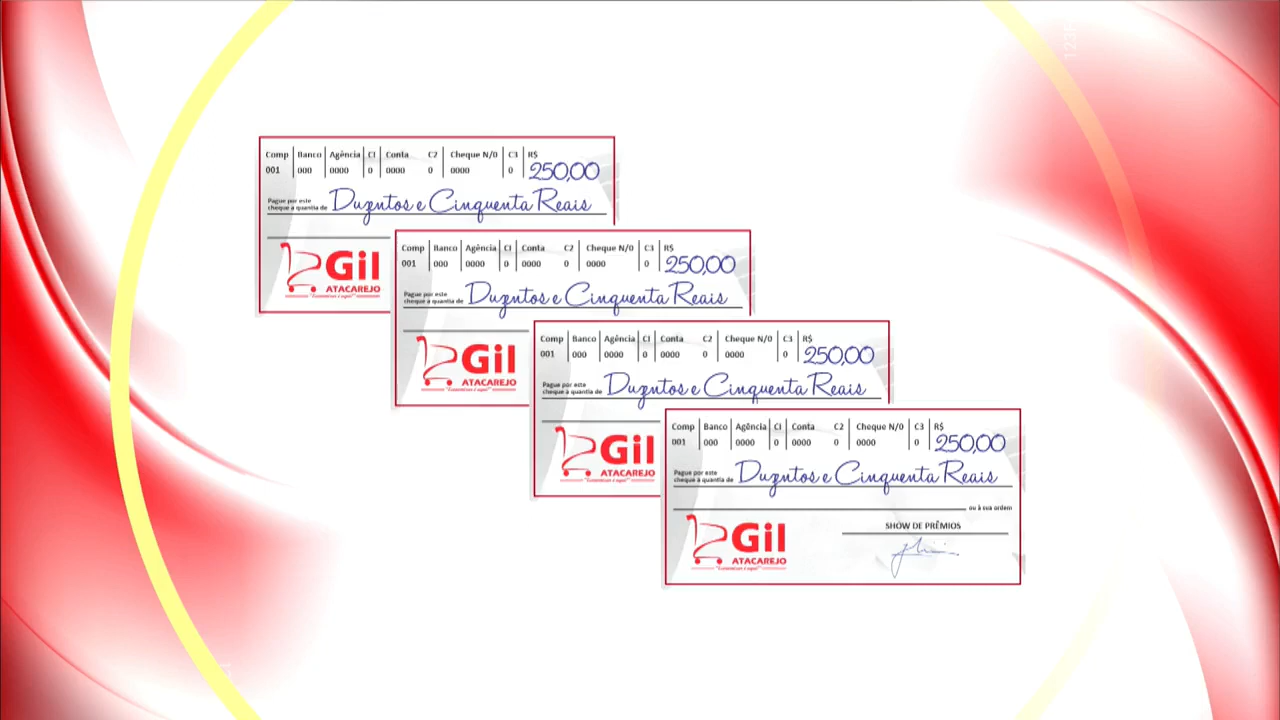 Comp Banco Agência C1 Conta C2 Cheque N/0 C3 R$
001 000 0000 0 0000 0 0000 0 250,00
Pague por este
cheque à quantia de Duzntos e Cinquenta Reais
Gil
ATACAREJO
Comp Banco Agência C1 Conta C2 Cheque N/0 C3 R$
001 000 0000 0 0000 0 0000 0 250,00
Pague por este
cheque à quantia de Duzntos e Cinquenta Reais
Gil
ATACAREJO
Comp Banco Agência C1 Conta C2 Cheque N/0 C3 R$
001 000 0000 0 0000 0 0000 0 250,00
Pague por este
cheque à quantia de Duzntos e Cinquenta Reais
Gil
ATACAREJO
Comp Banco Agência C1 Conta C2 Cheque N/0 C3 R$
001 000 0000 0 0000 0 0000 0 250,00
Pague por este
cheque à quantia de Duzntos e Cinquenta Reais
ou à sua ordem
SHOW DE PRÊMIOS
Gil
ATACAREJO